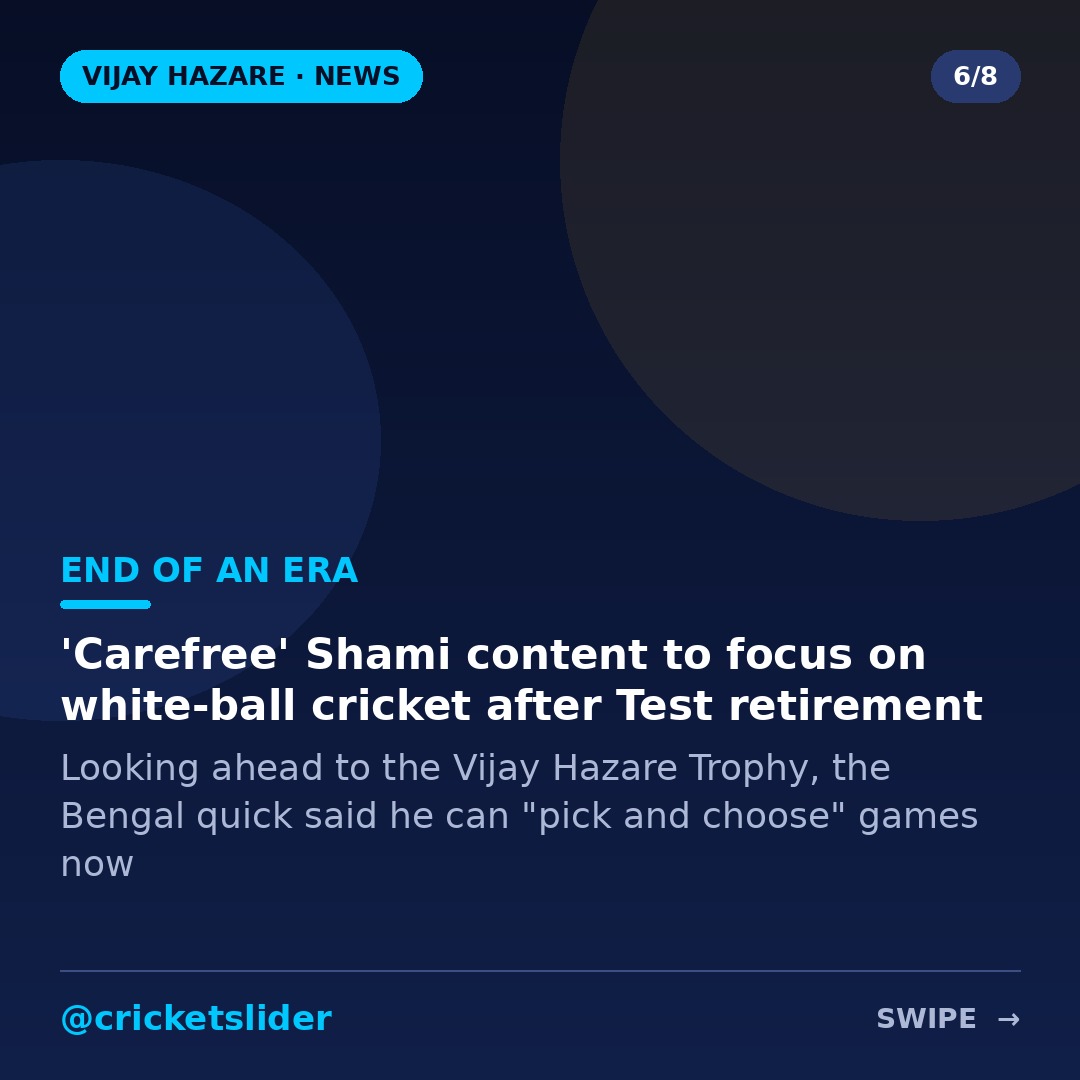 VIJAY HAZARE · NEWS
6/8
END OF AN ERA
'Carefree' Shami content to focus on
white-ball cricket after Test retirement
Looking ahead to the Vijay Hazare Trophy, the
Bengal quick said he can "pick and choose" games
now
@cricketslider
SWIPE →